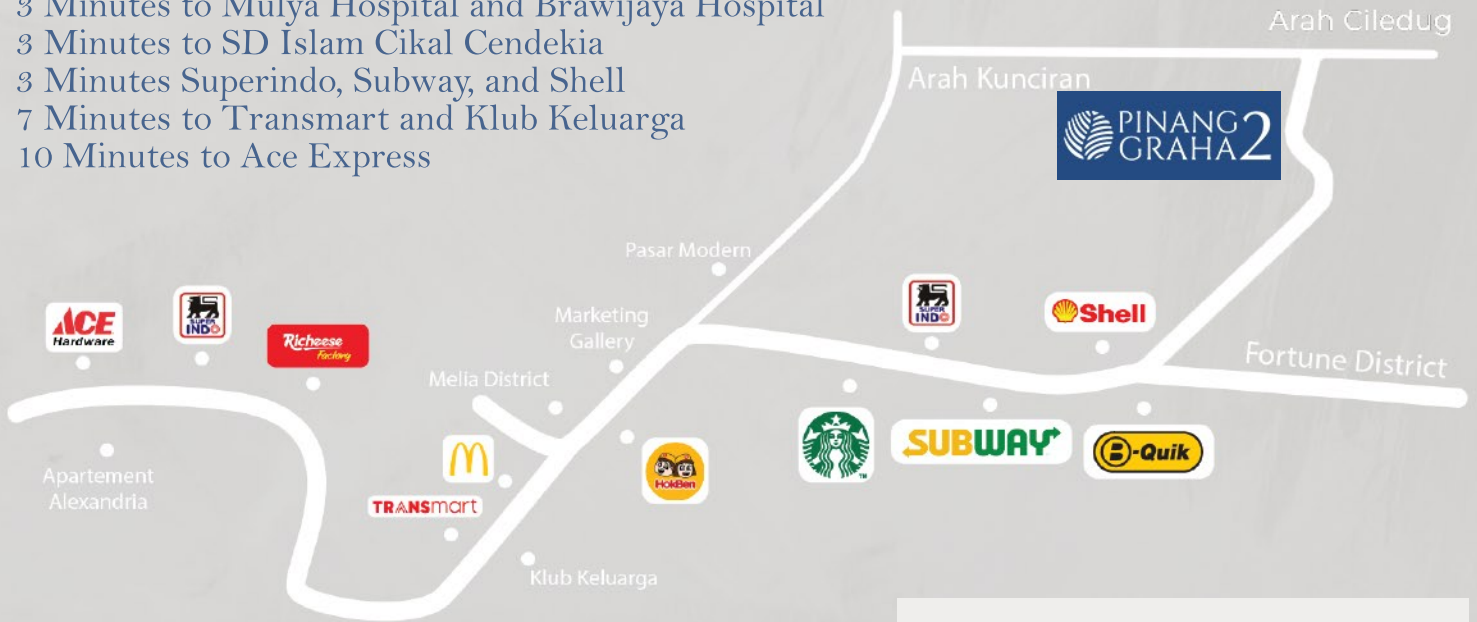 3 Minutes to Mulya Hospital and Brawijaya Hospital
3 Minutes to SD Islam Cikal Cendekia
3 Minutes Superindo, Subway, and Shell
7 Minutes to Transmart and Klub Keluarga
10 Minutes to Ace Express
Arah Ciledug
Arah Kunciran
PINANG
GRAHA 2
Pasar Modern
Marketing
Gallery
Melia District
ACE
Hardware
SUPER
INDO
Richeese
Factory
SUPER
INDO
Shell
Fortune District
Apartement
Alexandria
M
TRANSmart
HokBen
SUBWAY
B-Quik
Klub Keluarga